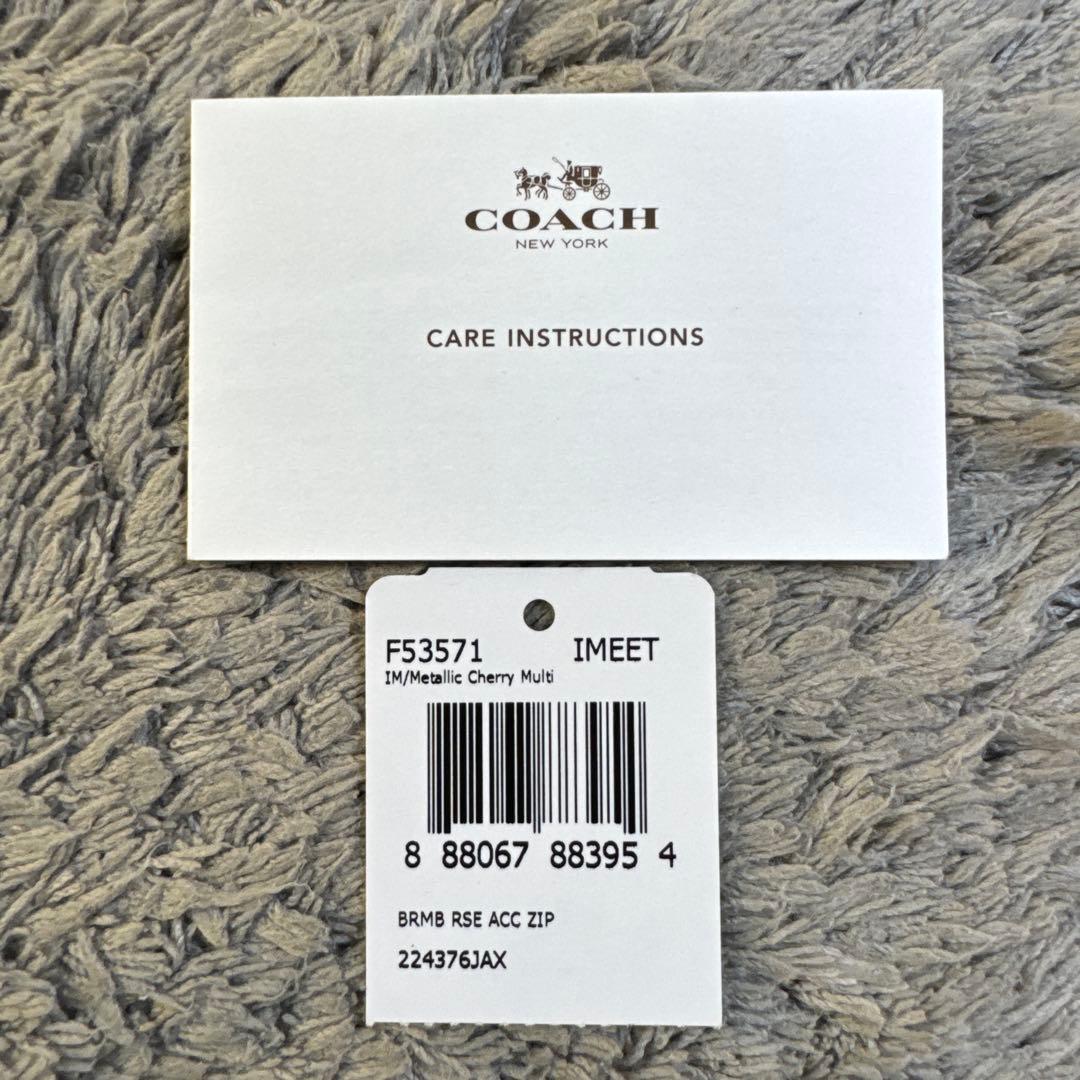 COACH
NEW YORK
CARE INSTRUCTIONS
F53571 IMEET
IM/Metallic Cherry Multi
8 88067 88395 4
BRMB RSE ACC ZIP
224376JAX